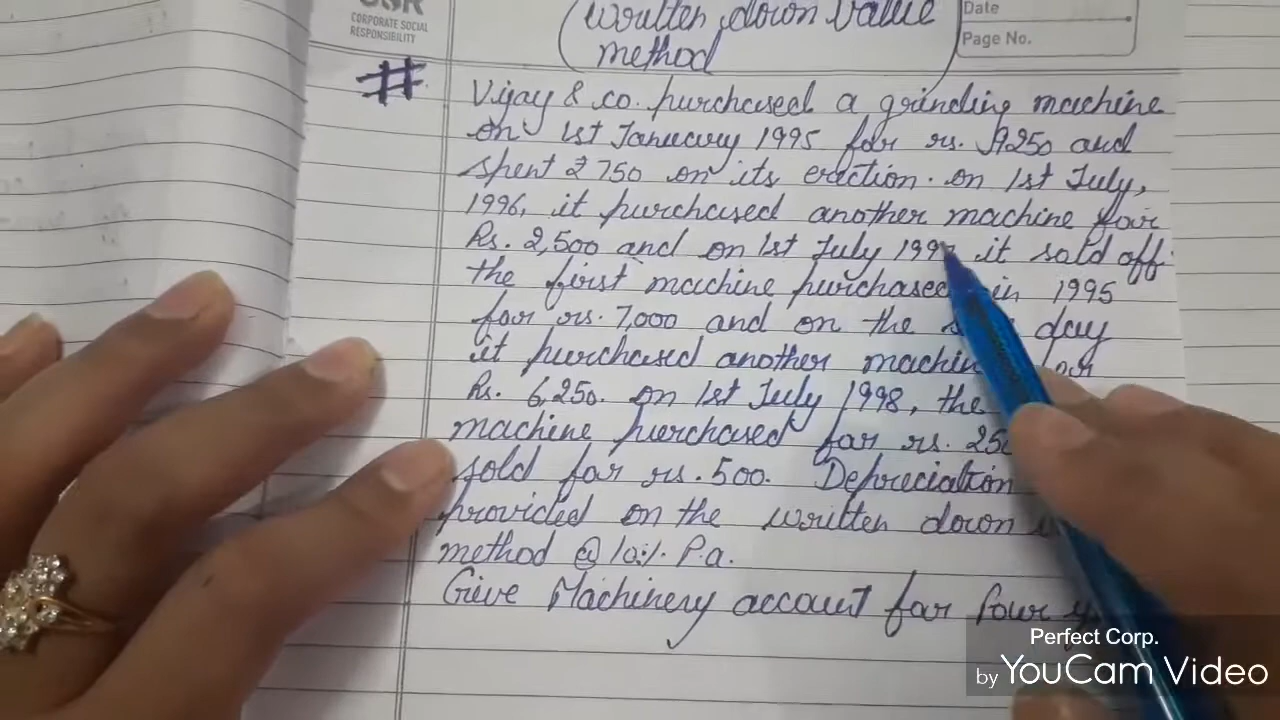 CORPORATE SOCIAL
RESPONSIBILITY
(written down value
method)
Date
Page No.
#
Vijay & co. purchased a grinding machine
on 1st January 1995 for rs. 9250 and
spent ₹ 750 on its erection. on 1st July,
1996, it purchased another machine for
Rs. 2,500 and on 1st July it sold off
the first machine purchased in 1995
for rs. 7,000 and on the day
it purchased another
Rs. 6,250. on 1st July 1998, the
machine purchased for rs.
sold for rs. 500. Depreciation
provided on the written down
method @ 10% P.a.
Give Machinery account for four
Perfect Corp.
by YouCam Video